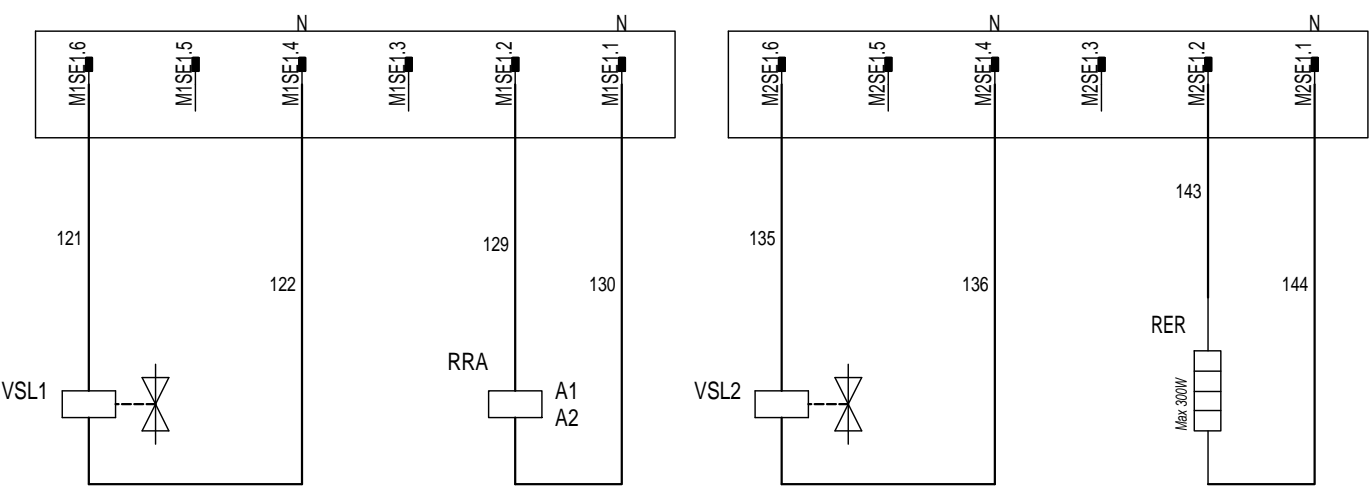 N
N
N
N
M1SE1.6
M1SE1.5
M1SE1.4
M1SE1.3
M1SE1.2
M1SE1.1
M2SE1.6
M2SE1.5
M2SE1.4
M2SE1.3
M2SE1.2
M2SE1.1
143
121
129
135
122
130
136
144
RER
RRA
VSL1
A1
A2
VSL2
Max 300W